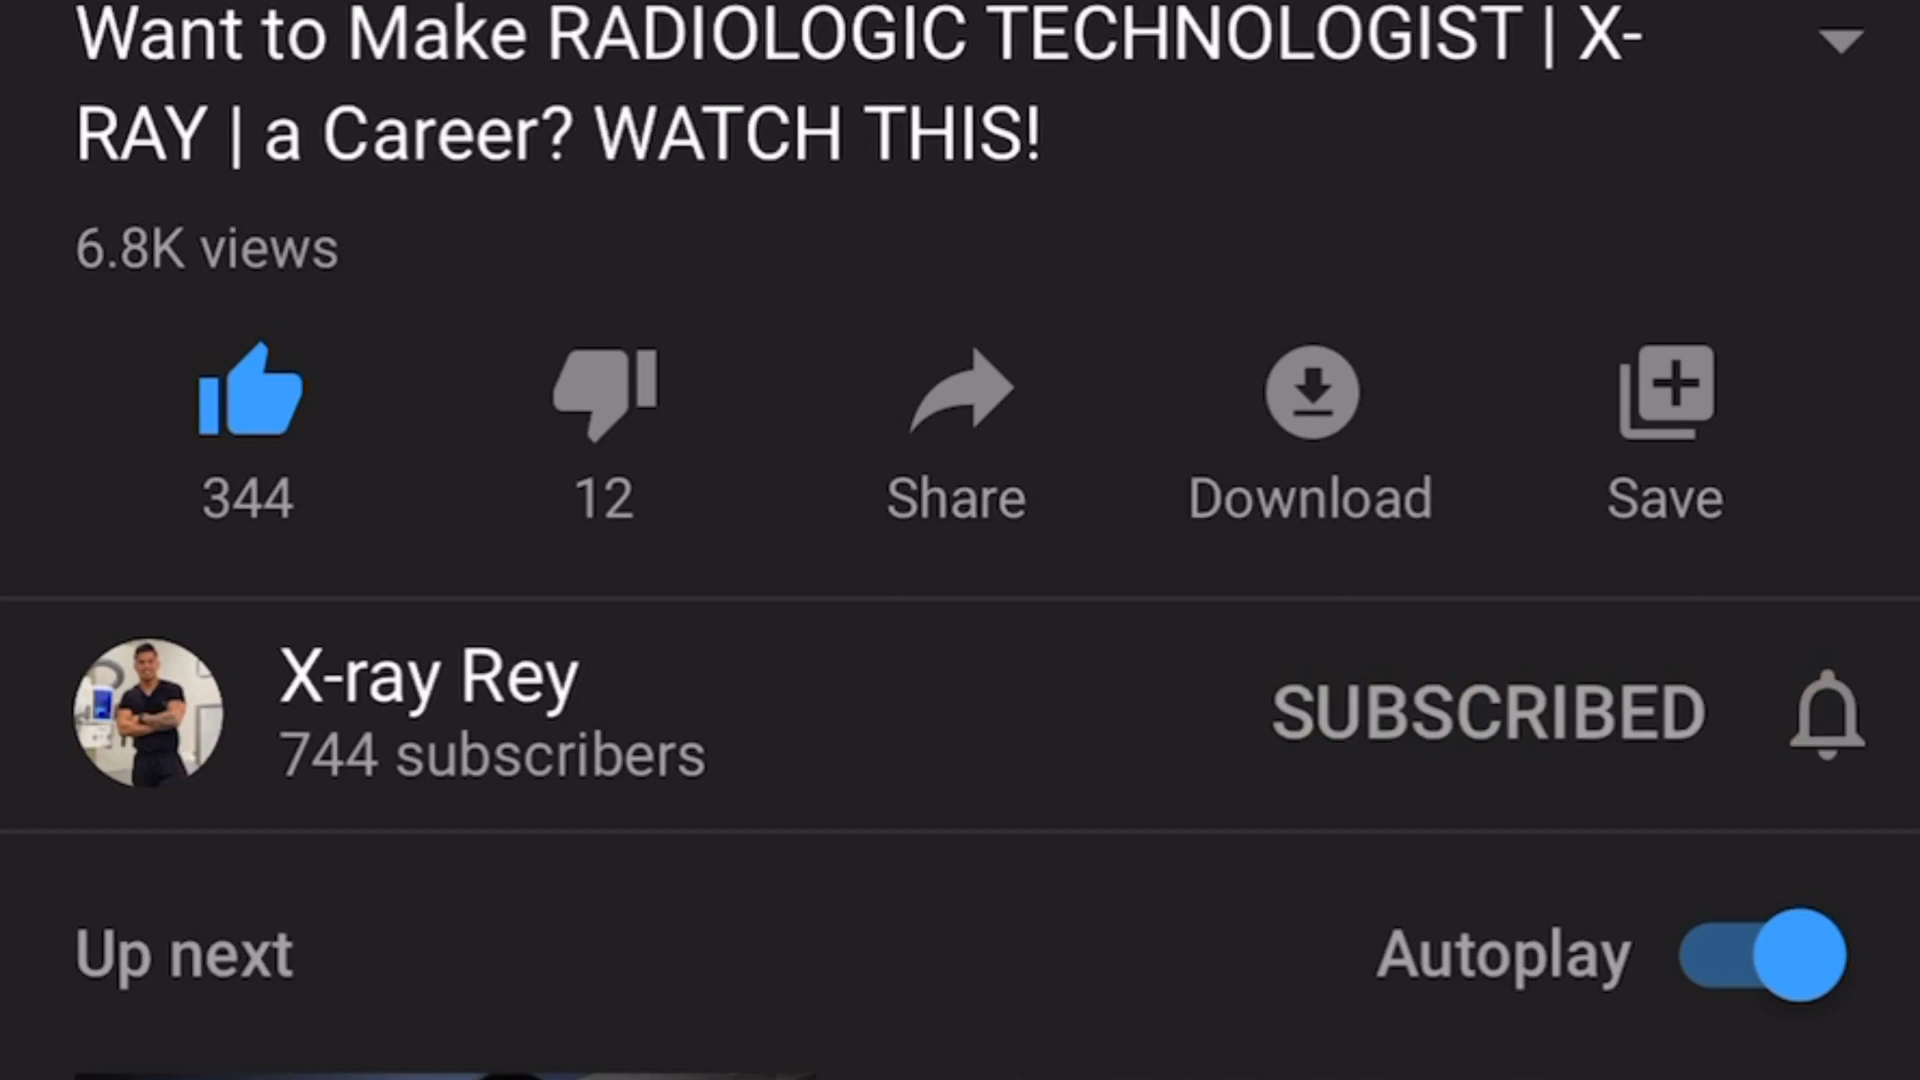 Want to Make RADIOLOGIC TECHNOLOGIST | X-
RAY | a Career? WATCH THIS!
6.8K views
344
12
Share
Download
Save
X-ray Rey
744 subscribers
SUBSCRIBED
Up next
Autoplay